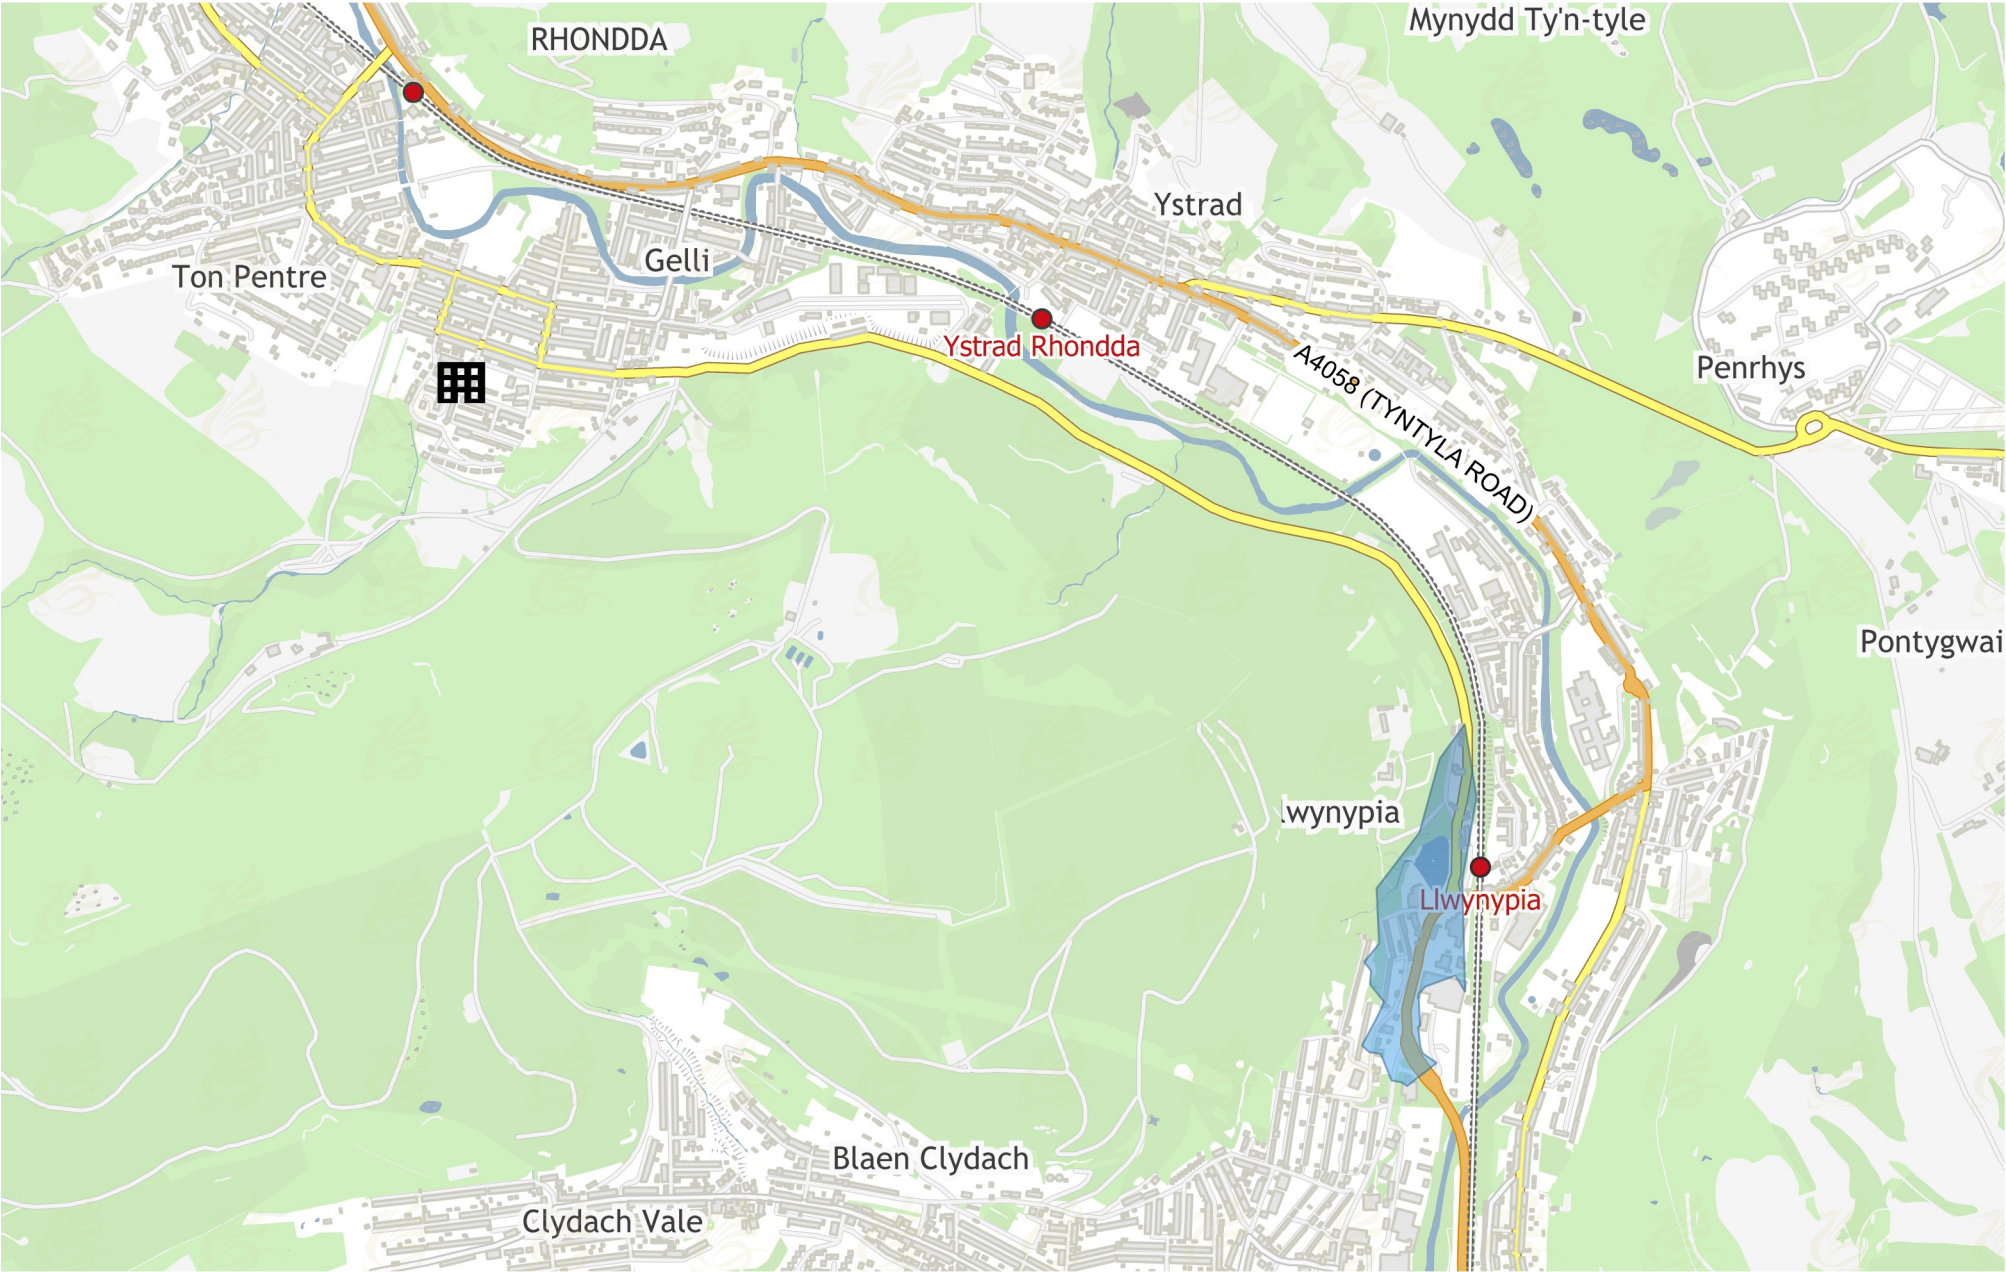 Mynydd Ty'n-tyle
RHONDDA
Ystrad
Gelli
Ton Pentre
Ystrad Rhondda
A4058 (TYNTYLA ROAD)
Penrhys
Pontygwai
lwynypia
Llwynypia
Blaen Clydach
Clydach Vale